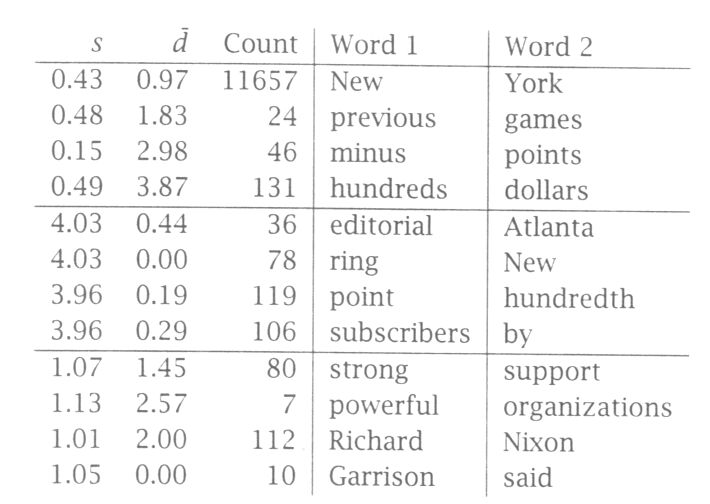 s d̄ Count Word 1 Word 2
0.43 0.97 11657 New York
0.48 1.83 24 previous games
0.15 2.98 46 minus points
0.49 3.87 131 hundreds dollars
4.03 0.44 36 editorial Atlanta
4.03 0.00 78 ring New
3.96 0.19 119 point hundredth
3.96 0.29 106 subscribers by
1.07 1.45 80 strong support
1.13 2.57 7 powerful organizations
1.01 2.00 112 Richard Nixon
1.05 0.00 10 Garrison said